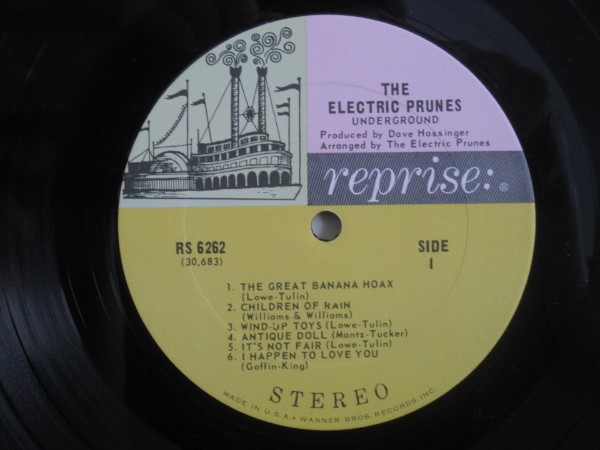 THE
ELECTRIC PRUNES
UNDERGROUND
Produced by Dave Hassinger
Arranged by The Electric Prunes
reprise: ®
RS 6262
(30,683)
SIDE
1
1. THE GREAT BANANA HOAX
(Lowe-Tulin)
2. CHILDREN OF RAIN
(Williams & Williams)
3. WIND-UP TOYS (Lowe-Tulin)
4. ANTIQUE DOLL (Mantz-Tucker)
5. IT'S NOT FAIR (Lowe-Tulin)
6. I HAPPEN TO LOVE YOU
(Goffin-King)
STEREO
MADE IN U.S.A. • WARNER BROS. RECORDS, INC.